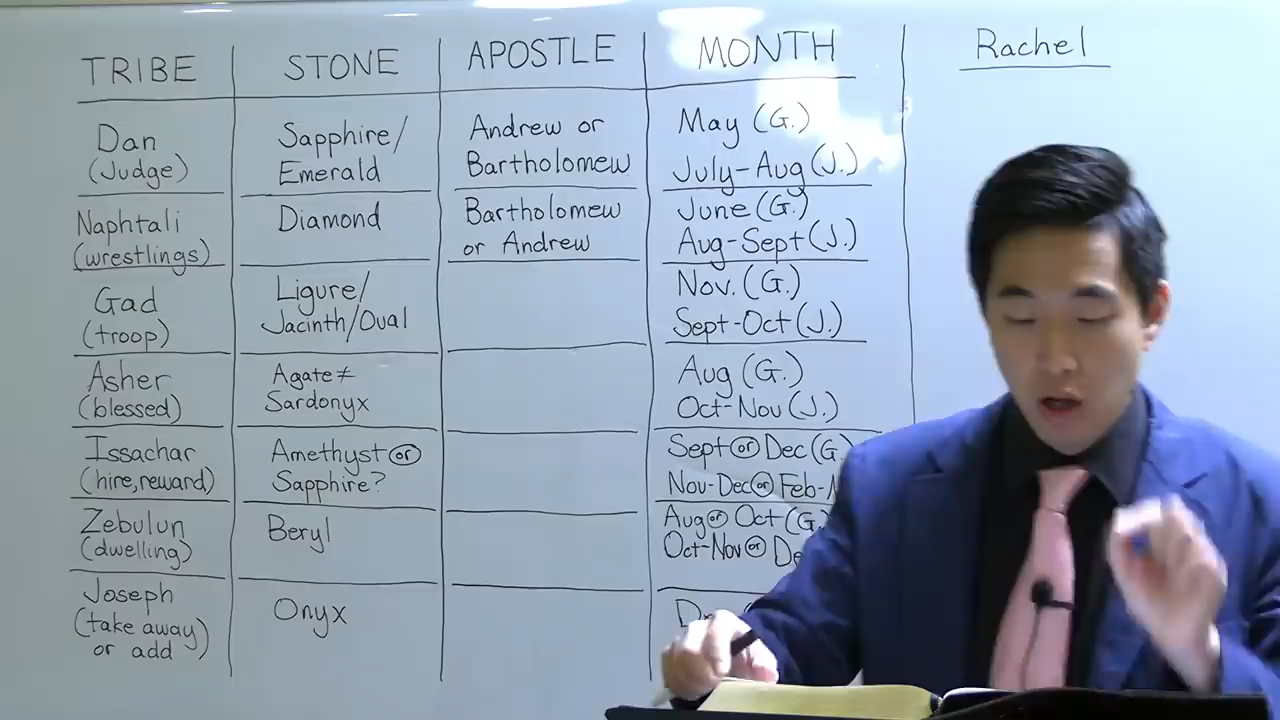 TRIBE STONE APOSTLE MONTH Rachel
Dan
(Judge)
Sapphire/
Emerald
Andrew or
Bartholomew
May (G.)
July-Aug (J.)
Naphtali
(wrestlings)
Diamond
Bartholomew
or Andrew
June (G.)
Aug-Sept (J.)
Gad
(troop)
Ligure/
Jacinth/Oval
Nov. (G.)
Sept-Oct (J.)
Asher
(blessed)
Agate≠
Sardonyx
Aug (G.)
Oct-Nov (J.)
Issachar
(hire, reward)
Amethyst or
Sapphire?
Sept or Dec (G.
Nov-Dec or Feb-
Zebulun
(dwelling)
Beryl
Aug or Oct (G.
Oct-Nov or De
Joseph
(take away
or add)
Onyx